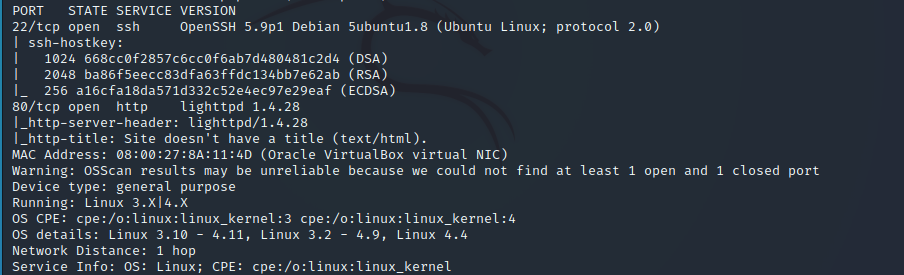 PORT   STATE SERVICE VERSION
22/tcp open  ssh     OpenSSH 5.9p1 Debian 5ubuntu1.8 (Ubuntu Linux; protocol 2.0)
| ssh-hostkey:
|   1024 668cc0f2857c6cc0f6ab7d480481c2d4 (DSA)
|   2048 ba86f5eecc83dfa63ffdc134bb7e62ab (RSA)
|_  256 a16cfa18da571d332c52e4ec97e29eaf (ECDSA)
80/tcp open  http    lighttpd 1.4.28
|_http-server-header: lighttpd/1.4.28
|_http-title: Site doesn't have a title (text/html).
MAC Address: 08:00:27:8A:11:4D (Oracle VirtualBox virtual NIC)
Warning: OSScan results may be unreliable because we could not find at least 1 open and 1 closed port
Device type: general purpose
Running: Linux 3.X|4.X
OS CPE: cpe:/o:linux:linux_kernel:3 cpe:/o:linux:linux_kernel:4
OS details: Linux 3.10 - 4.11, Linux 3.2 - 4.9, Linux 4.4
Network Distance: 1 hop
Service Info: OS: Linux; CPE: cpe:/o:linux:linux_kernel